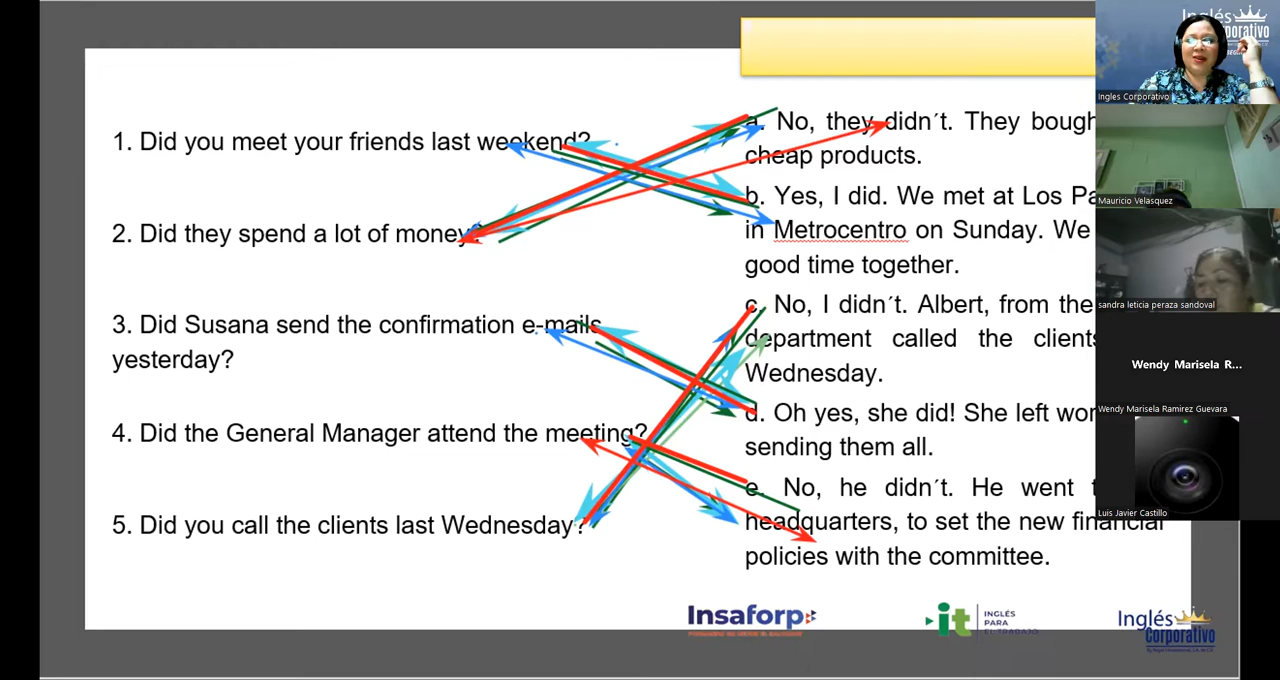 1. Did you meet your friends last weekend?
2. Did they spend a lot of money?
3. Did Susana send the confirmation e-mails
yesterday?
4. Did the General Manager attend the meeting?
5. Did you call the clients last Wednesday?
a. No, they didn´t. They
cheap products.
b. Yes, I did. We met at Los
in Metrocentro on Sunday. We
good time together.
c. No, I didn´t. Albert, from the
department called the clients
Wednesday.
d. Oh yes, she did! She left
sending them all.
e. No, he didn´t. He went
headquarters, to set the new financial
policies with the committee.
Insaforp
it INGLÉS
PARA
EL TRABAJO
Inglés
Corporativo
Inglés
Ingles Corporativo
Mauricio Velasquez
sandra leticia peraza sandoval
Wendy Marisela R...
Wendy Marisela Ramirez Guevara
Luis Javier Castillo